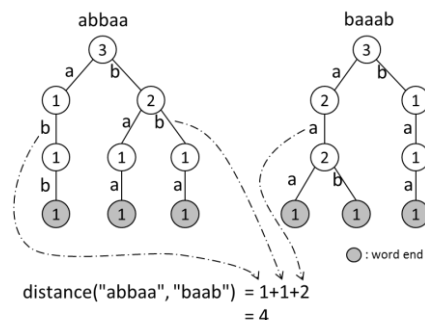 abbaa baaab
3 3
a b a b
1 2 2 1
b a b a a
1 1 1 2 1
b a a a b a
1 1 1 1 1 1
: word end
distance("abbaa", "baab") = 1+1+2
= 4